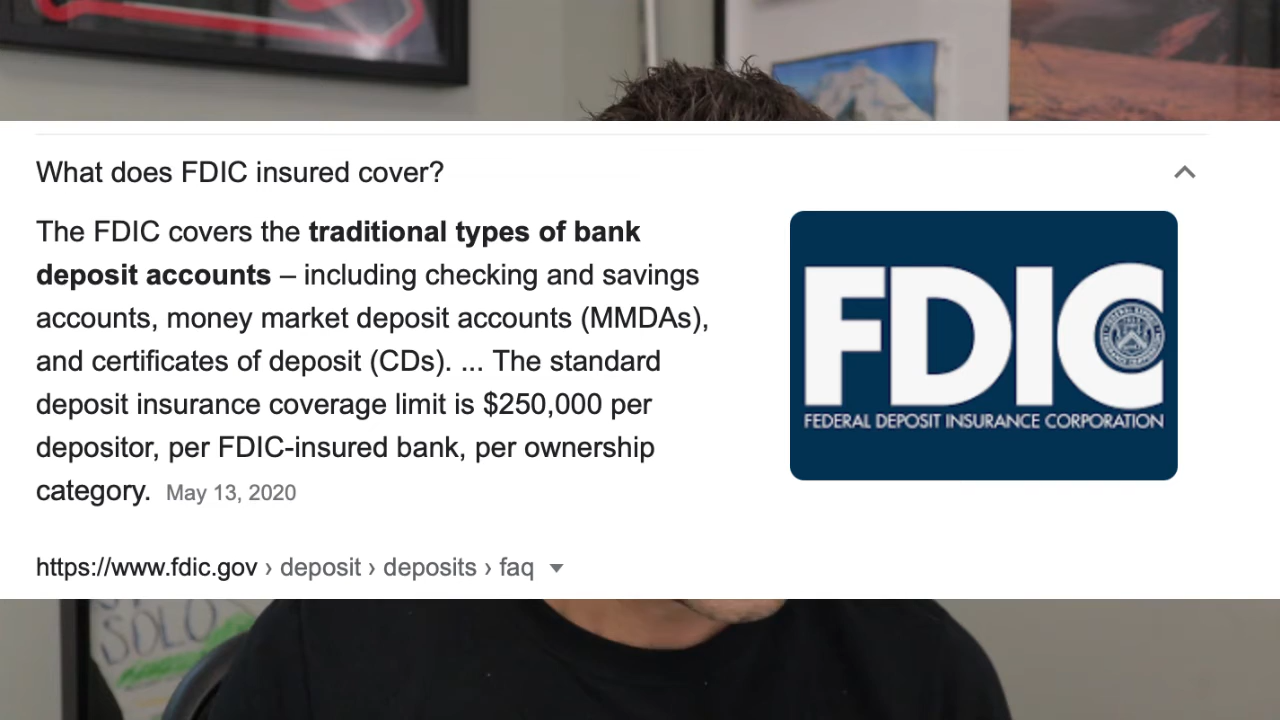 What does FDIC insured cover?
The FDIC covers the traditional types of bank
deposit accounts – including checking and savings
accounts, money market deposit accounts (MMDAs),
and certificates of deposit (CDs). ... The standard
deposit insurance coverage limit is $250,000 per
depositor, per FDIC-insured bank, per ownership
category. May 13, 2020
FDIC
FEDERAL DEPOSIT INSURANCE CORPORATION
https://www.fdic.gov › deposit › deposits › faq
SOLO